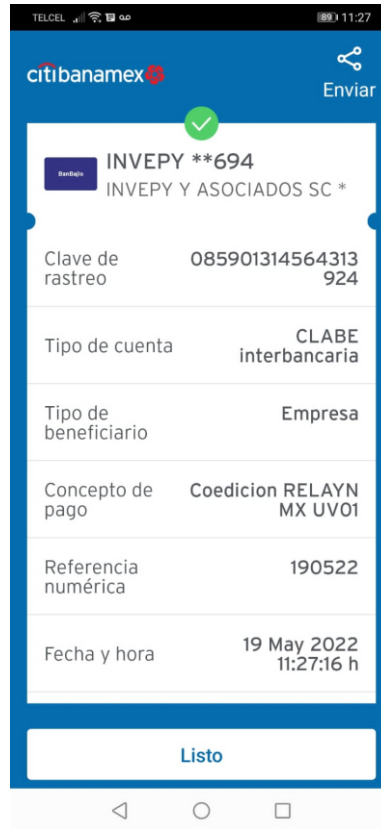 TELCEL 89 11:27
citibanamex
Enviar
BanBajío
INVEPY **694
INVEPY Y ASOCIADOS SC *
Clave de rastreo
085901314564313
924
Tipo de cuenta
CLABE
interbancaria
Tipo de
beneficiario
Empresa
Concepto de
pago
Coedicion RELAYN
MX UV01
Referencia
numérica
190522
Fecha y hora
19 May 2022
11:27:16 h
Listo